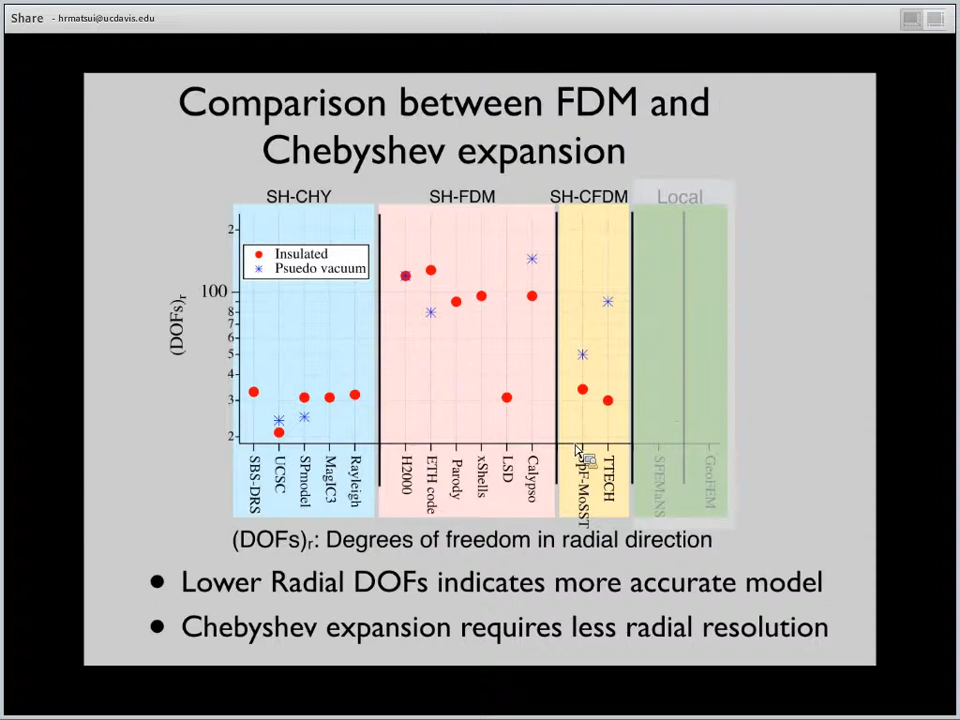 Share - hrmatsui@ucdavis.edu
Comparison between FDM and
Chebyshev expansion
SH-CHY SH-FDM SH-CFDM Local
(DOFs)r
2
100
8
7
6
5
4
3
2
Insulated
Psuedo vacuum
SBS-DRS
UCSC
SPmodel
MagIC3
Rayleigh
H2000
ETH code
Parody
xShells
LSD
Calypso
SpF-MoSST
TTECH
SFEMaNS
GeoFEM
(DOFs)r: Degrees of freedom in radial direction
• Lower Radial DOFs indicates more accurate model
• Chebyshev expansion requires less radial resolution